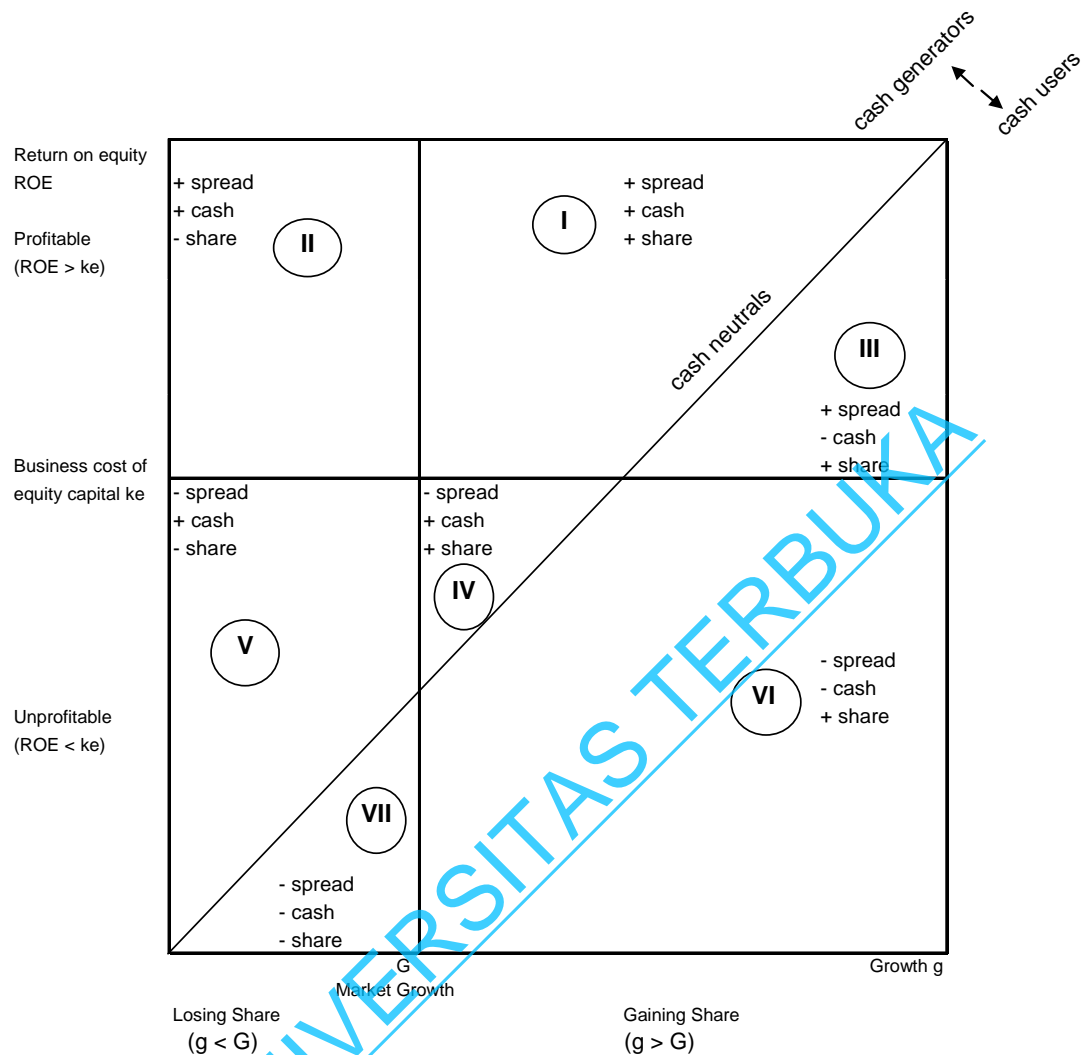 cash generators
cash users
Return on equity
ROE
Profitable
(ROE > ke)
+ spread
+ cash
- share
II
I
+ spread
+ cash
+ share
cash neutrals
III
+ spread
- cash
+ share
Business cost of
equity capital ke
- spread
+ cash
- share
- spread
+ cash
+ share
IV
V
VI
- spread
- cash
+ share
Unprofitable
(ROE < ke)
VII
- spread
- cash
- share
G
Market Growth
Growth g
Losing Share
(g < G)
Gaining Share
(g > G)
IVERSITAS TERBUKA